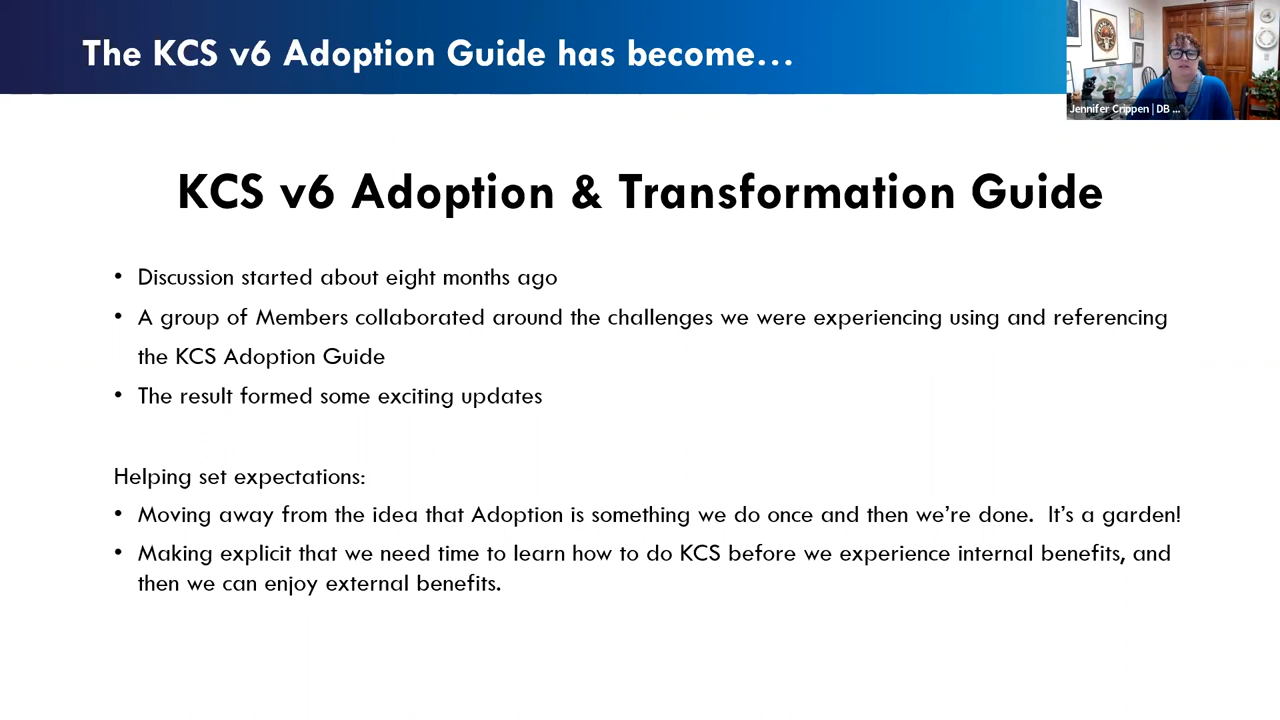 The KCS v6 Adoption Guide has become…
Jennifer Crippen | DB ...
KCS v6 Adoption & Transformation Guide
• Discussion started about eight months ago
• A group of Members collaborated around the challenges we were experiencing using and referencing
the KCS Adoption Guide
• The result formed some exciting updates
Helping set expectations:
• Moving away from the idea that Adoption is something we do once and then we’re done.  It’s a garden!
• Making explicit that we need time to learn how to do KCS before we experience internal benefits, and
then we can enjoy external benefits.